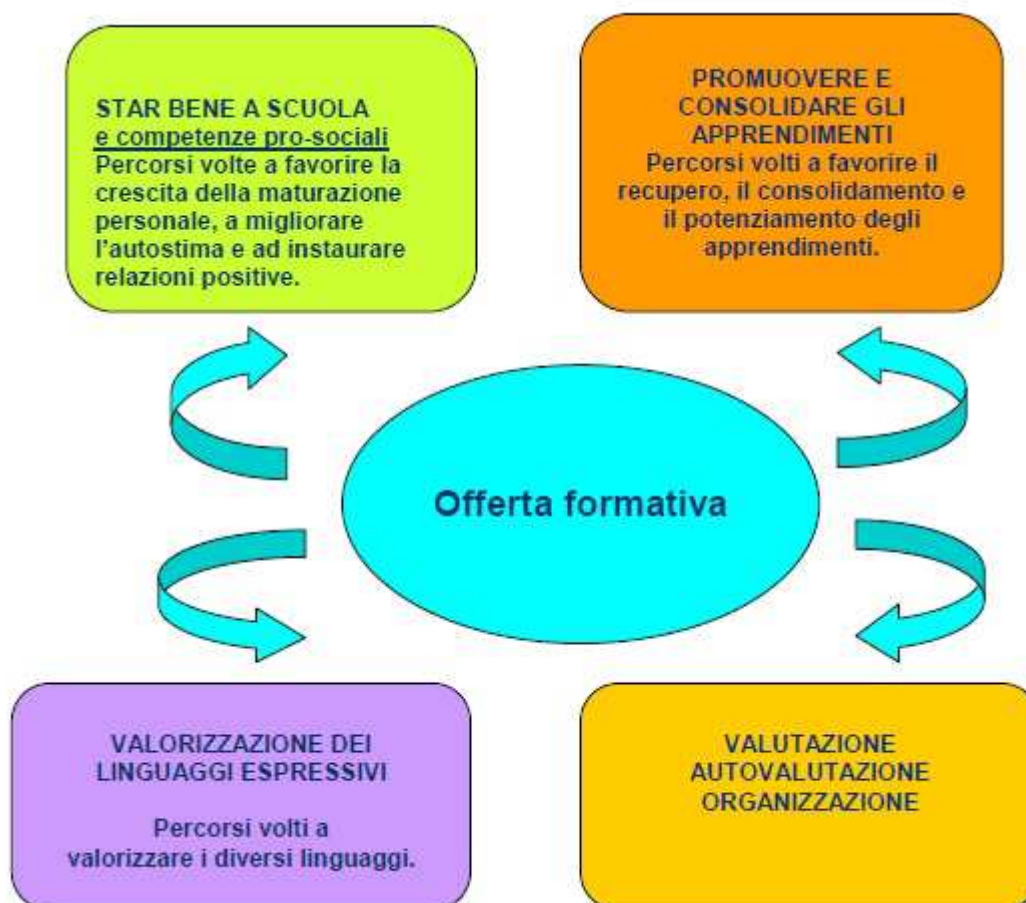 STAR BENE A SCUOLA
e competenze pro-sociali
Percorsi volte a favorire la
crescita della maturazione
personale, a migliorare
l'autostima e ad instaurare
relazioni positive.
PROMUOVERE E
CONSOLIDARE GLI
APPRENDIMENTI
Percorsi volti a favorire il
recupero, il consolidamento e
il potenziamento degli
apprendimenti.
Offerta formativa
VALORIZZAZIONE DEI
LINGUAGGI ESPRESSIVI
Percorsi volti a
valorizzare i diversi linguaggi.
VALUTAZIONE
AUTOVALUTAZIONE
ORGANIZZAZIONE